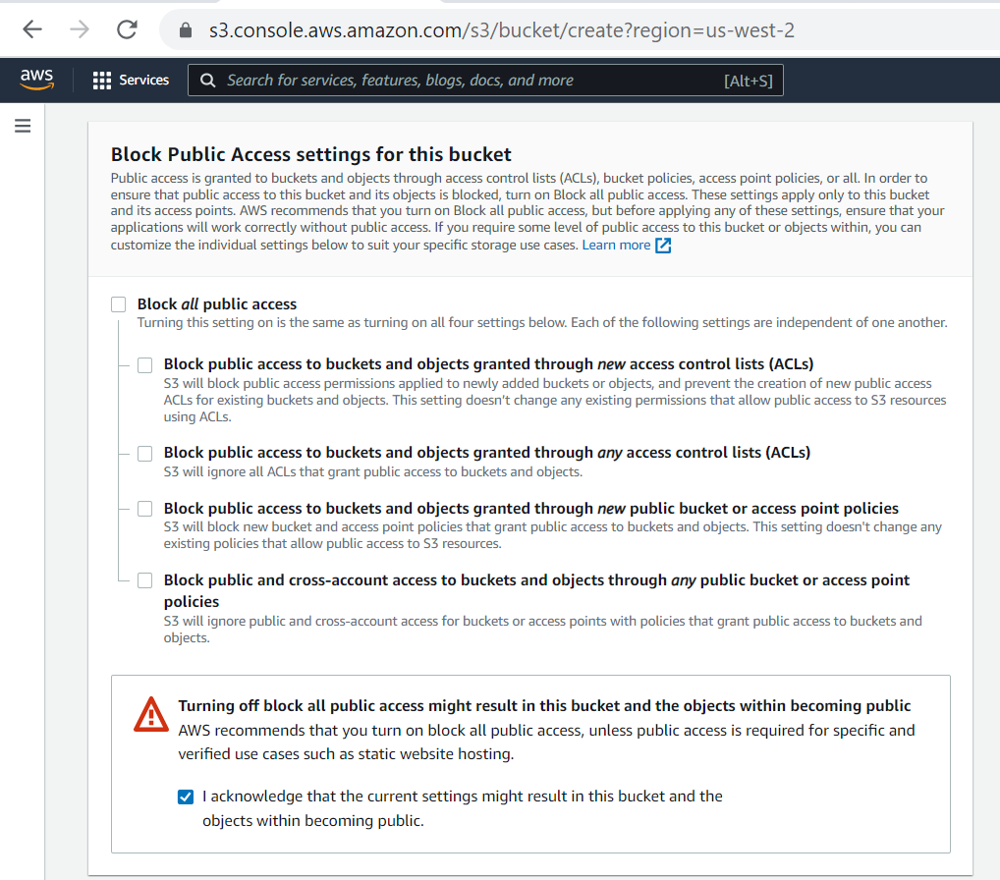 s3.console.aws.amazon.com/s3/bucket/create?region=us-west-2
aws
Services
Search for services, features, blogs, docs, and more
[Alt+S]
Block Public Access settings for this bucket
Public access is granted to buckets and objects through access control lists (ACLs), bucket policies, access point policies, or all. In order to
ensure that public access to this bucket and its objects is blocked, turn on Block all public access. These settings apply only to this bucket
and its access points. AWS recommends that you turn on Block all public access, but before applying any of these settings, ensure that your
applications will work correctly without public access. If you require some level of public access to this bucket or objects within, you can
customize the individual settings below to suit your specific storage use cases. Learn more
Block all public access
Turning this setting on is the same as turning on all four settings below. Each of the following settings are independent of one another.
Block public access to buckets and objects granted through new access control lists (ACLs)
S3 will block public access permissions applied to newly added buckets or objects, and prevent the creation of new public access
ACLs for existing buckets and objects. This setting doesn't change any existing permissions that allow public access to S3 resources
using ACLs.
Block public access to buckets and objects granted through any access control lists (ACLs)
S3 will ignore all ACLs that grant public access to buckets and objects.
Block public access to buckets and objects granted through new public bucket or access point policies
S3 will block new bucket and access point policies that grant public access to buckets and objects. This setting doesn't change any
existing policies that allow public access to S3 resources.
Block public and cross-account access to buckets and objects through any public bucket or access point
policies
S3 will ignore public and cross-account access for buckets or access points with policies that grant public access to buckets and
objects.
Turning off block all public access might result in this bucket and the objects within becoming public
AWS recommends that you turn on block all public access, unless public access is required for specific and
verified use cases such as static website hosting.
I acknowledge that the current settings might result in this bucket and the
objects within becoming public.